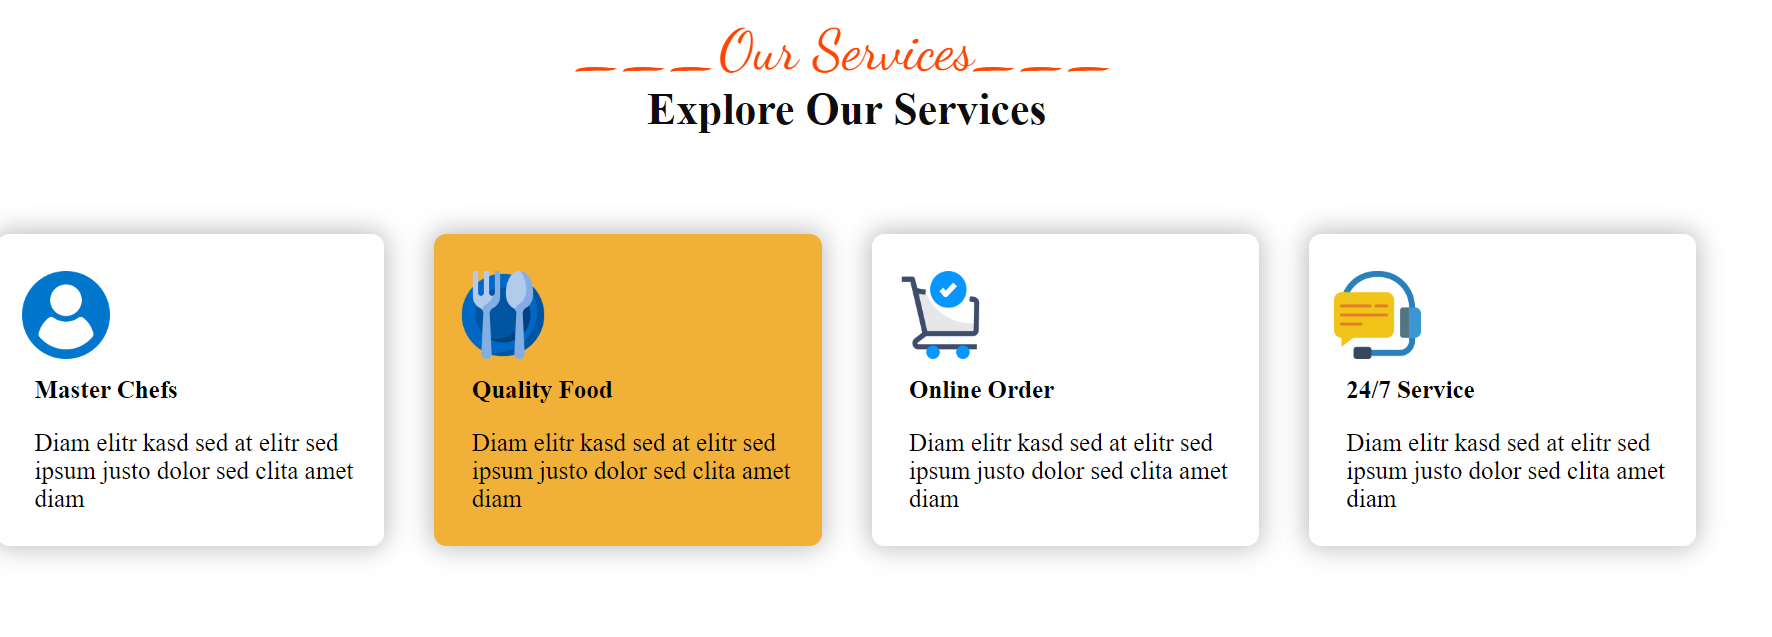 ___Our Services___
Explore Our Services
Master Chefs
Diam elitr kasd sed at elitr sed
ipsum justo dolor sed clita amet
diam
Quality Food
Diam elitr kasd sed at elitr sed
ipsum justo dolor sed clita amet
diam
Online Order
Diam elitr kasd sed at elitr sed
ipsum justo dolor sed clita amet
diam
24/7 Service
Diam elitr kasd sed at elitr sed
ipsum justo dolor sed clita amet
diam